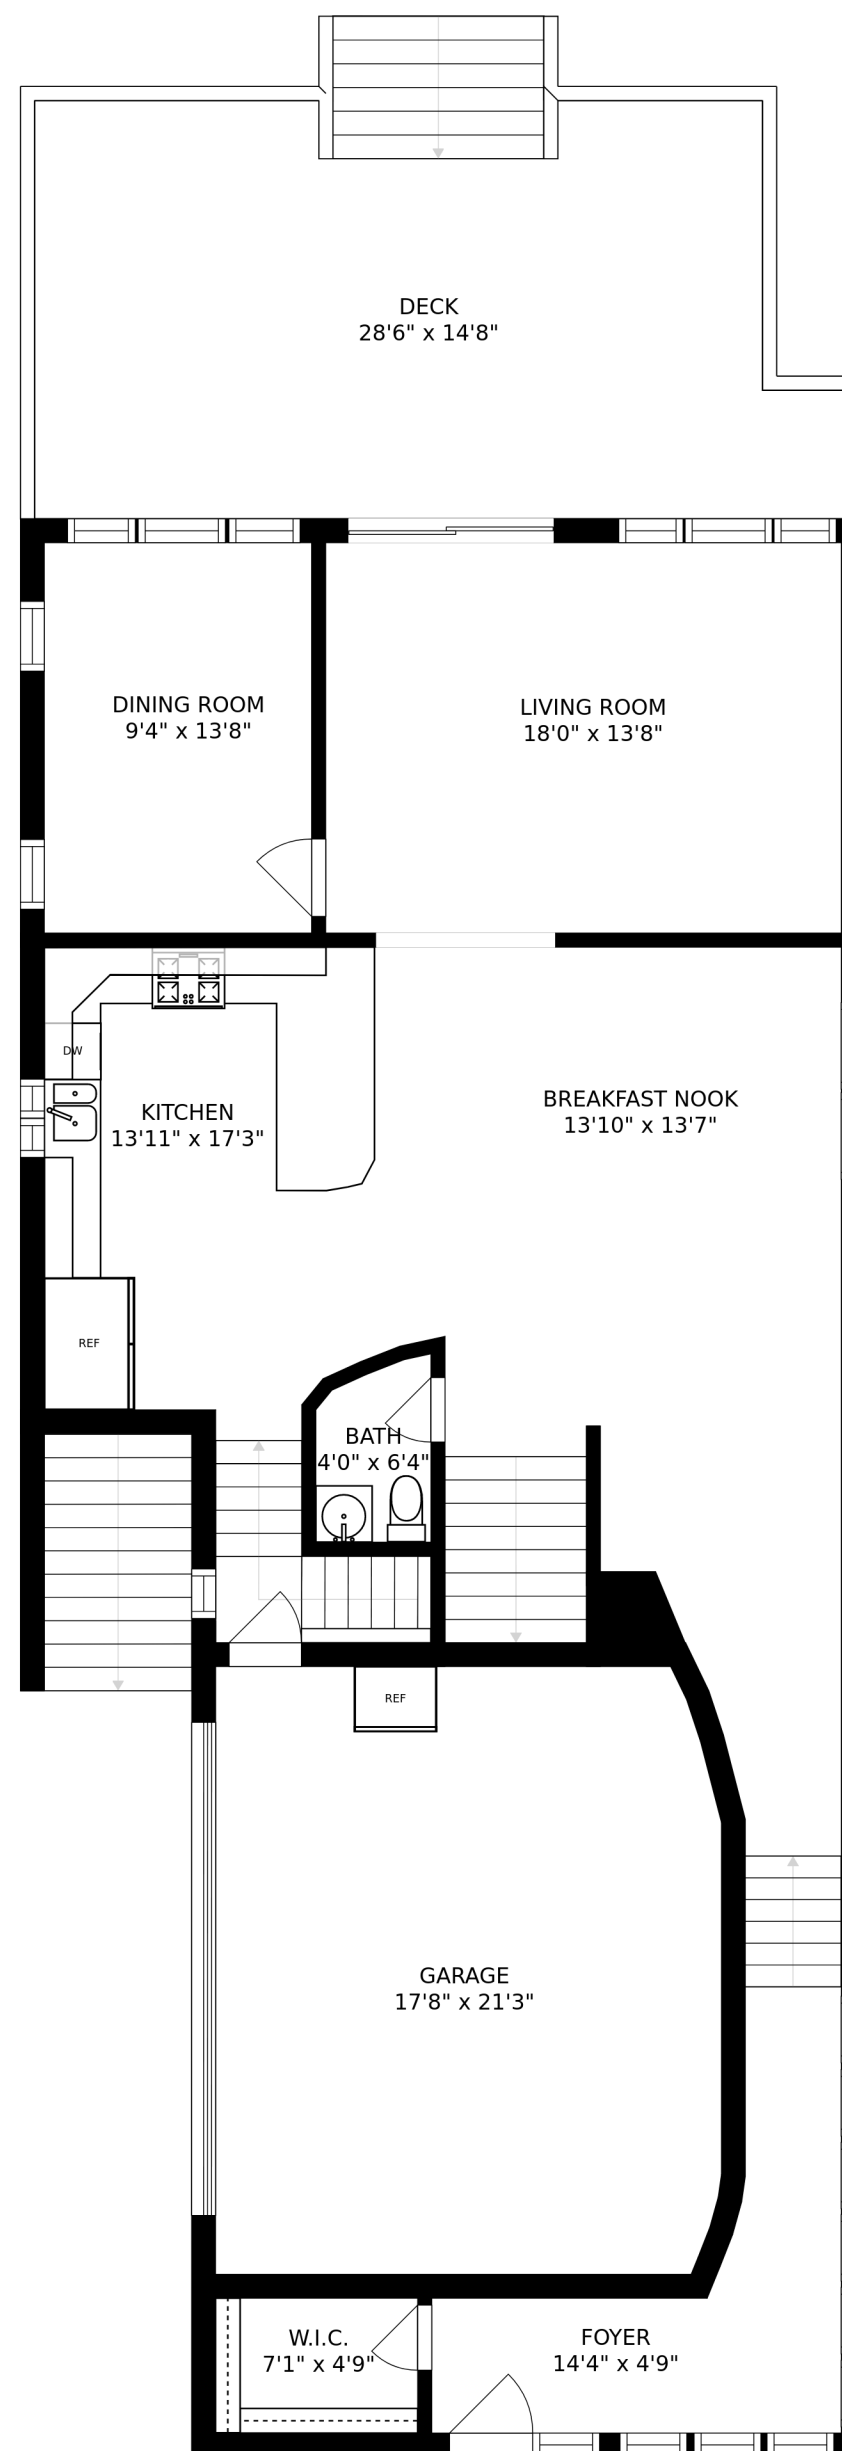 DECK
28'6" x 14'8"
DINING ROOM
9'4" x 13'8"
LIVING ROOM
18'0" x 13'8"
DW
KITCHEN
13'11" x 17'3"
BREAKFAST NOOK
13'10" x 13'7"
REF
BATH
4'0" x 6'4"
REF
GARAGE
17'8" x 21'3"
W.I.C.
7'1" x 4'9"
FOYER
14'4" x 4'9"